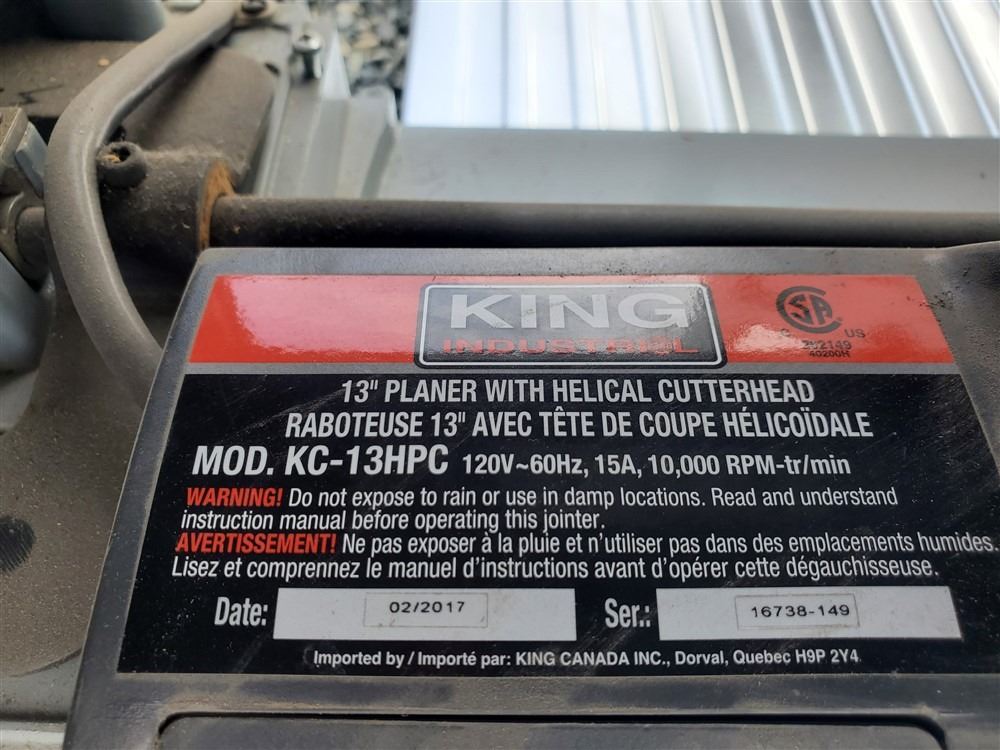 KING
INDUSTRIAL
C US
40200H
13" PLANER WITH HELICAL CUTTERHEAD
RABOTEUSE 13" AVEC TÊTE DE COUPE HÉLICOÏDALE
MOD. KC-13HPC 120V~60Hz, 15A, 10,000 RPM-tr/min
WARNING! Do not expose to rain or use in damp locations. Read and understand
instruction manual before operating this jointer.
AVERTISSEMENT! Ne pas exposer à la pluie et n'utiliser pas dans des emplacements humides.
Lisez et comprennez le manuel d'instructions avant d'opérer cette dégauchisseuse.
Date: 02/2017 Ser.: 16738-149
Imported by / Importé par: KING CANADA INC., Dorval, Quebec H9P 2Y4